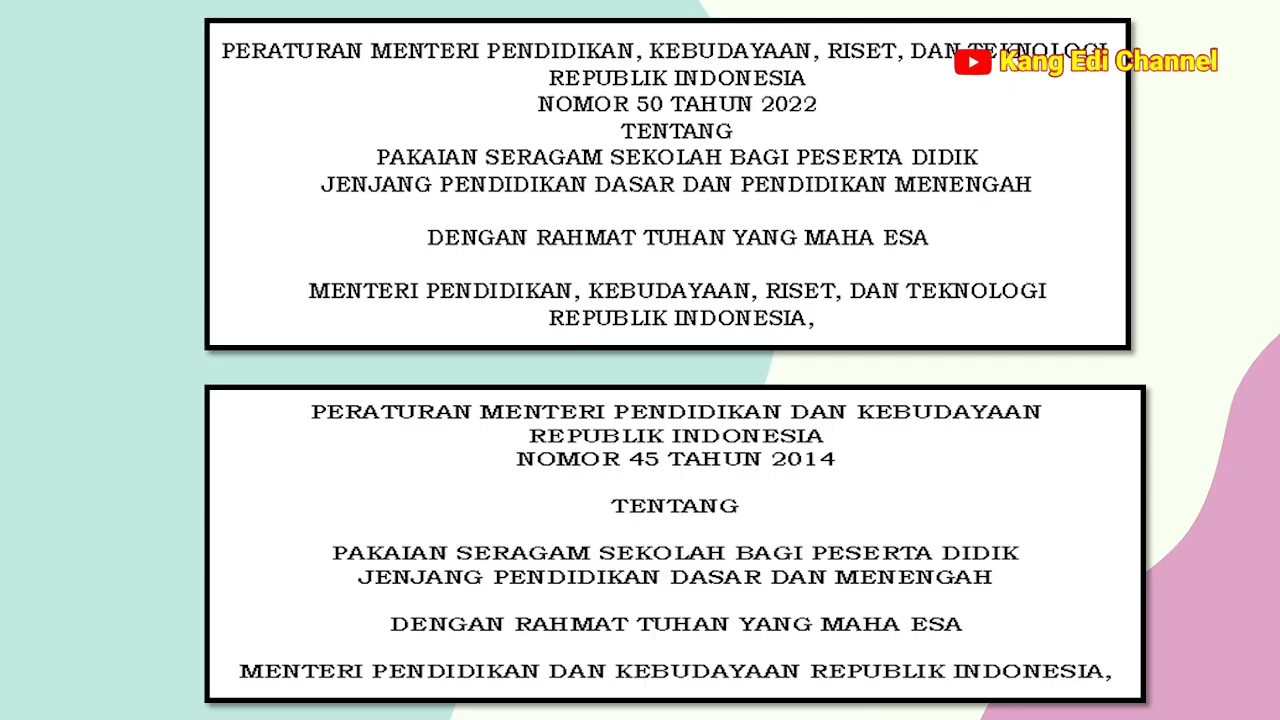 PERATURAN MENTERI PENDIDIKAN, KEBUDAYAAN, RISET, DAN TEKNOLOGI
Kang Edi Channel
REPUBLIK INDONESIA
NOMOR 50 TAHUN 2022
TENTANG
PAKAIAN SERAGAM SEKOLAH BAGI PESERTA DIDIK
JENJANG PENDIDIKAN DASAR DAN PENDIDIKAN MENENGAH
DENGAN RAHMAT TUHAN YANG MAHA ESA
MENTERI PENDIDIKAN, KEBUDAYAAN, RISET, DAN TEKNOLOGI
REPUBLIK INDONESIA,
PERATURAN MENTERI PENDIDIKAN DAN KEBUDAYAAN
REPUBLIK INDONESIA
NOMOR 45 TAHUN 2014
TENTANG
PAKAIAN SERAGAM SEKOLAH BAGI PESERTA DIDIK
JENJANG PENDIDIKAN DASAR DAN MENENGAH
DENGAN RAHMAT TUHAN YANG MAHA ESA
MENTERI PENDIDIKAN DAN KEBUDAYAAN REPUBLIK INDONESIA,